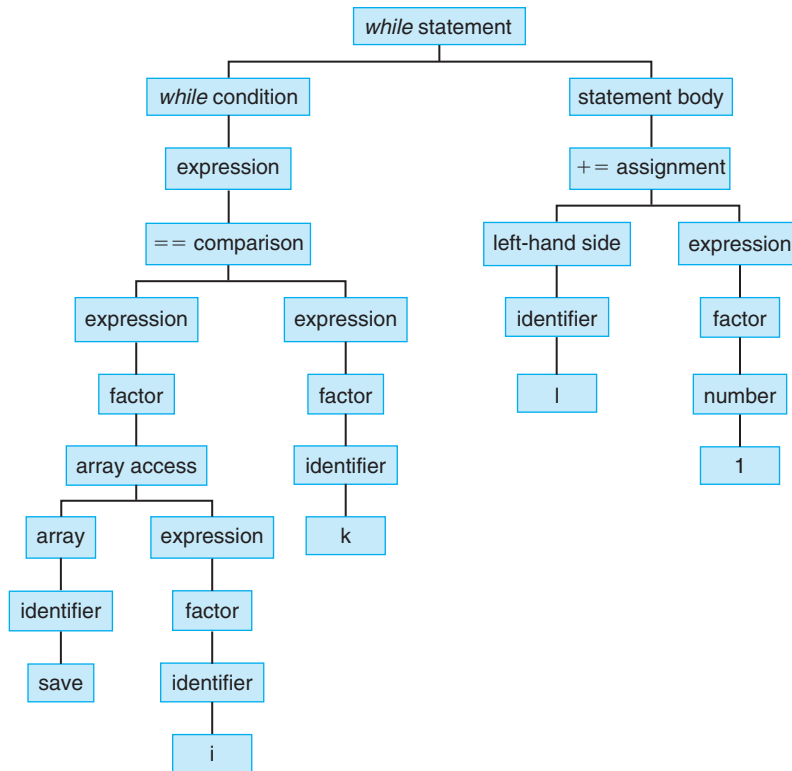 while statement
while condition
statement body
expression
+= assignment
== comparison
left-hand side
expression
expression
expression
identifier
factor
factor
factor
l
number
array access
identifier
1
array
expression
k
identifier
factor
save
identifier
i